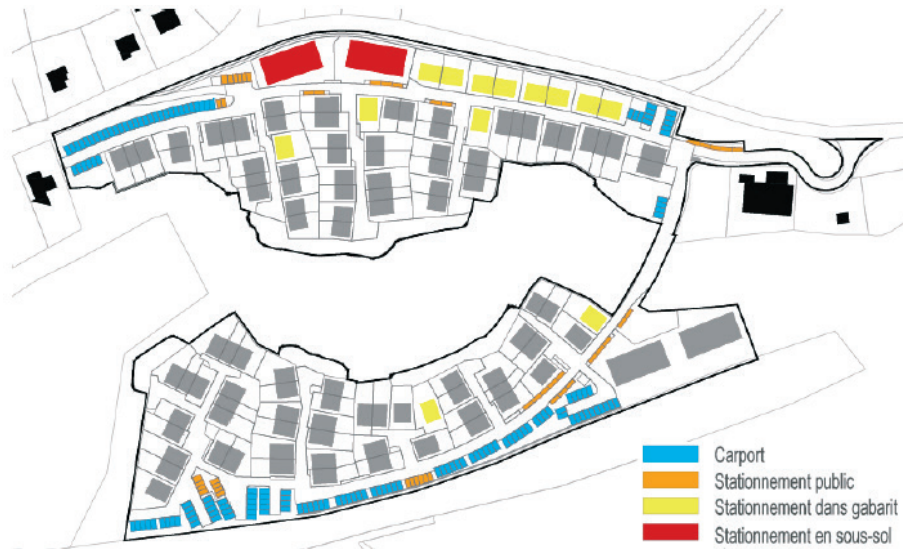 Carport
Stationnement public
Stationnement dans gabarit
Stationnement en sous-sol